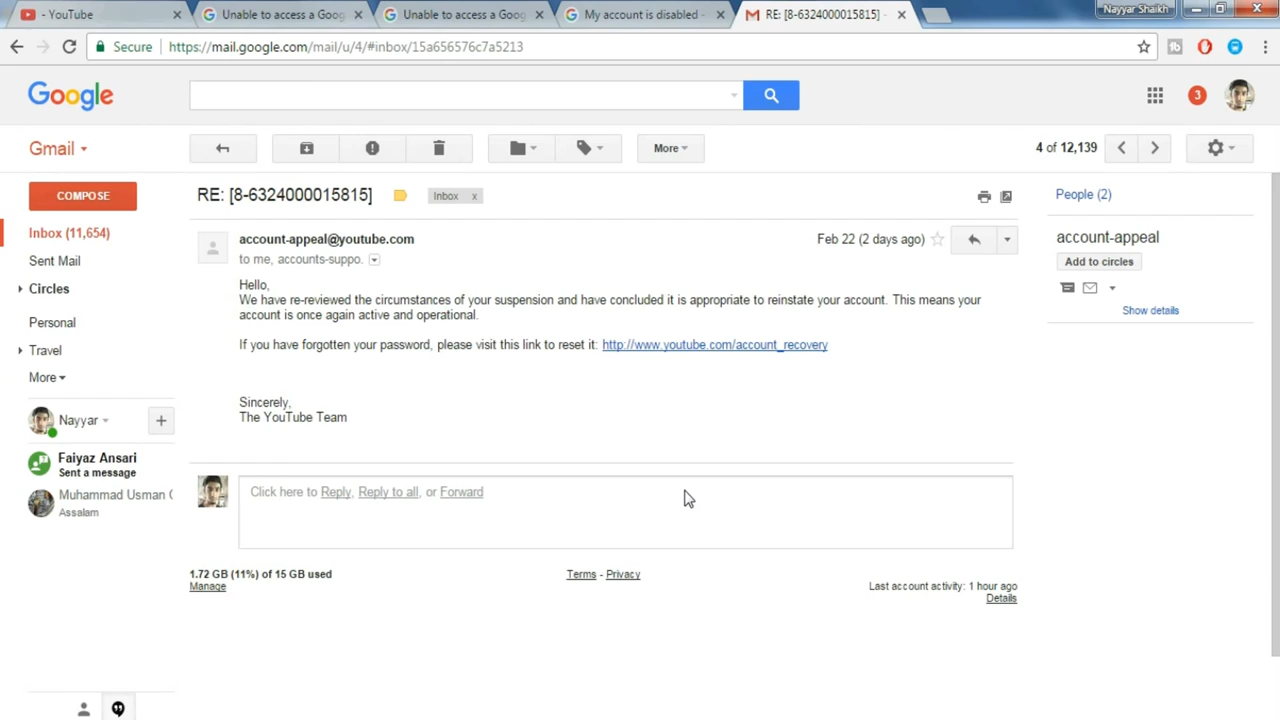 - YouTube
Unable to access a Goog
Unable to access a Goog
My account is disabled -
RE: [8-6324000015815] -
Nayyar Shaikh
Secure
https://mail.google.com/mail/u/4/#inbox/15a656576c7a5213
Google
3
Gmail
More
4 of 12,139
COMPOSE
RE: [8-6324000015815]
Inbox x
People (2)
Inbox (11,654)
account-appeal@youtube.com
Feb 22 (2 days ago)
account-appeal
to me, accounts-suppo.
Add to circles
Sent Mail
Circles
Hello,
We have re-reviewed the circumstances of your suspension and have concluded it is appropriate to reinstate your account. This means your
account is once again active and operational.
Show details
Personal
If you have forgotten your password, please visit this link to reset it: http://www.youtube.com/account_recovery
Travel
More
Sincerely,
The YouTube Team
Nayyar
Faiyaz Ansari
Sent a message
Muhammad Usman
Assalam
Click here to Reply, Reply to all, or Forward
1.72 GB (11%) of 15 GB used
Manage
Terms - Privacy
Last account activity: 1 hour ago
Details